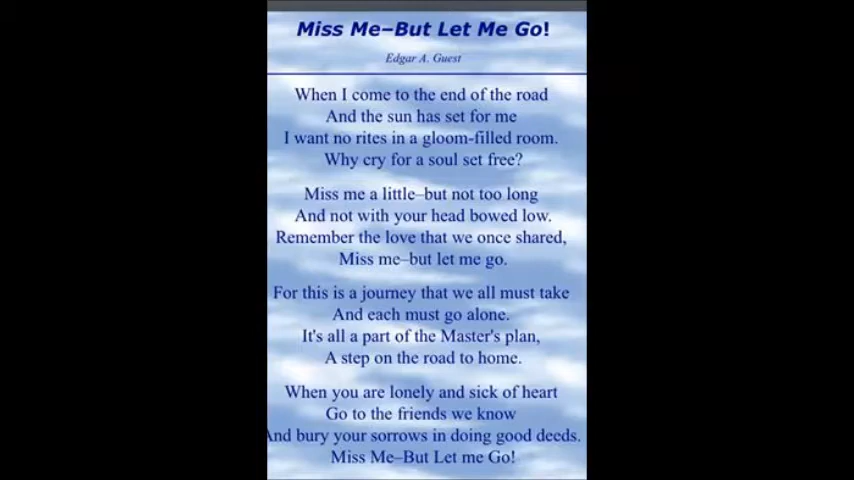 Miss Me–But Let Me Go!
Edgar A. Guest
When I come to the end of the road
And the sun has set for me
I want no rites in a gloom-filled room.
Why cry for a soul set free?
Miss me a little–but not too long
And not with your head bowed low.
Remember the love that we once shared,
Miss me–but let me go.
For this is a journey that we all must take
And each must go alone.
It's all a part of the Master's plan,
A step on the road to home.
When you are lonely and sick of heart
Go to the friends we know
And bury your sorrows in doing good deeds.
Miss Me–But Let me Go!